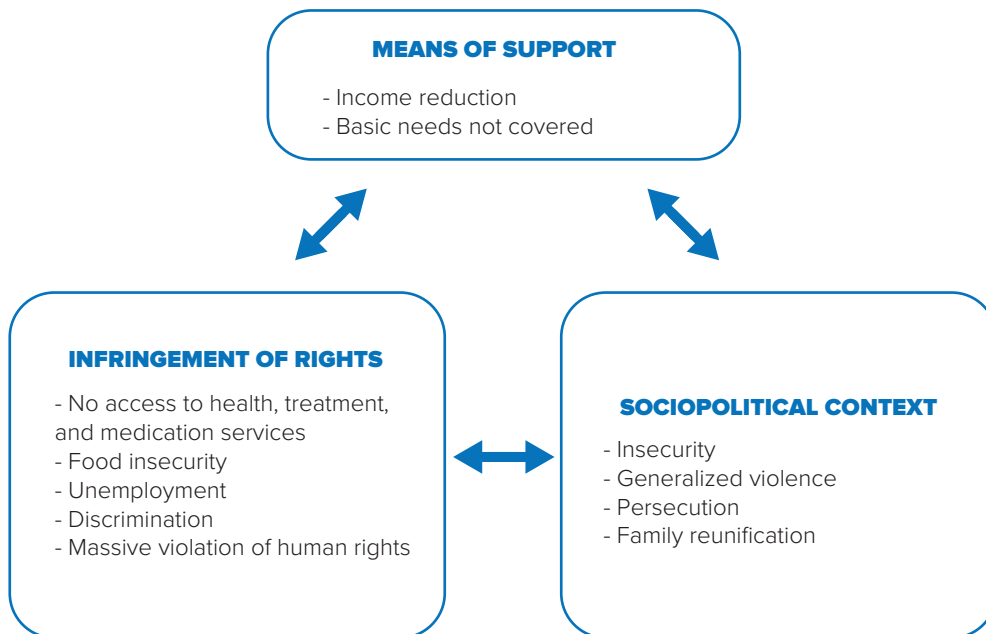 MEANS OF SUPPORT
- Income reduction
- Basic needs not covered
INFRINGEMENT OF RIGHTS
- No access to health, treatment,
and medication services
- Food insecurity
- Unemployment
- Discrimination
- Massive violation of human rights
SOCIOPOLITICAL CONTEXT
- Insecurity
- Generalized violence
- Persecution
- Family reunification